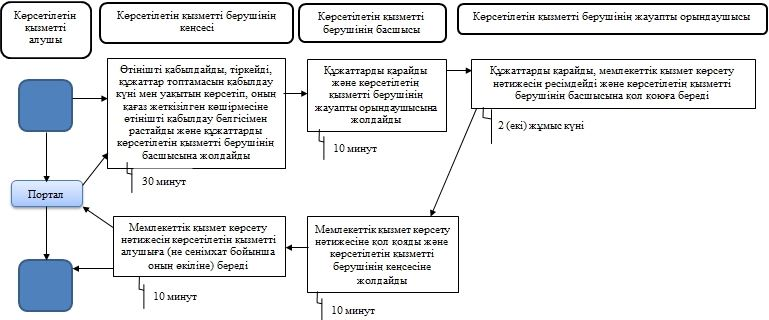 Көрсетілетін
қызметті
алушы
Көрсетілетін қызметті берушінің
кеңсесі
Көрсетілетін қызметті
берушінің басшысы
Көрсетілетін қызметті берушінің жауапты орындаушысы
Өтінішті қабылдайды, тіркейді,
құжаттар топтамасын қабылдау
күні мен уақытын көрсетіп, оның
қағаз жеткізілген көшірмесіне
өтінішті қабылдау белгісімен
растайды және құжаттарды
көрсетілетін қызметті берушінің
басшысына жолдайды
30 минут
Құжаттарды қарайды
және көрсетілетін
қызметті берушінің
жауапты орындаушысына
жолдайды
10 минут
Құжаттарды қарайды, мемлекеттік қызмет көрсету
нәтижесін ресімдейді және көрсетілетін қызметті
берушінің басшысына қол қоюға береді
2 (екі) жұмыс күні
Портал
Мемлекеттік қызмет көрсету
нәтижесін көрсетілетін қызметті
алушыға (не сенімхат бойынша
оның өкіліне) береді
10 минут
Мемлекеттік қызмет көрсету
нәтижесіне қол қояды және
көрсетілетін қызметті
берушінің кеңсесіне
жолдайды
10 минут